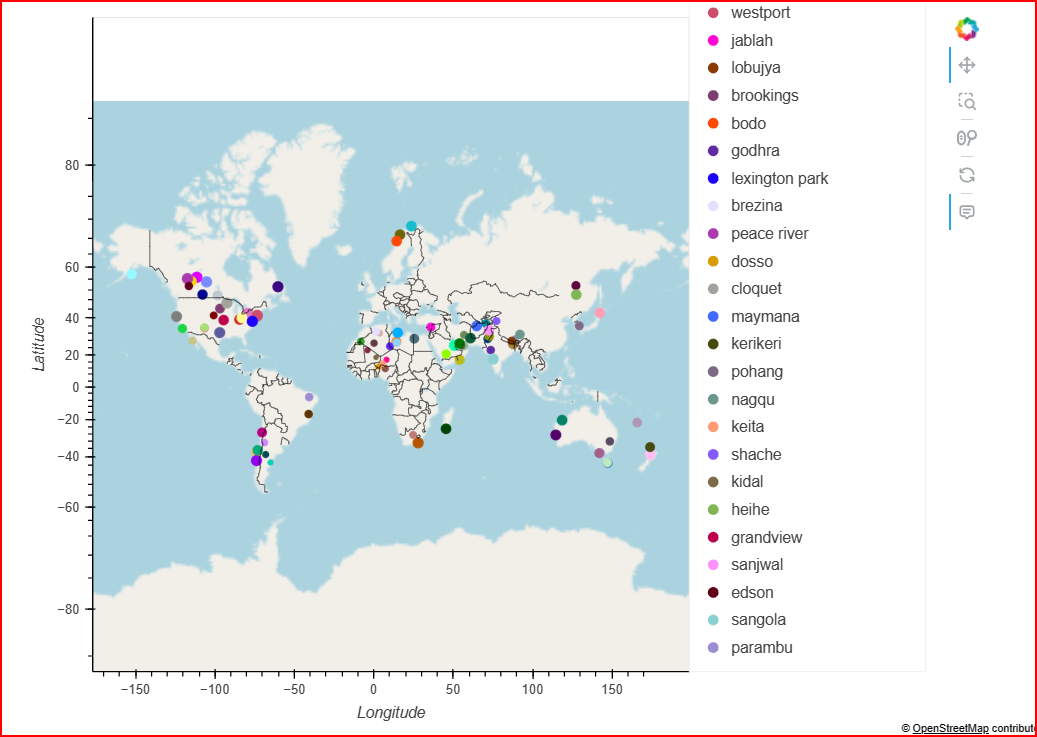 westport
jablah
lobujya
brookings
bodo
godhra
lexington park
brezina
peace river
dosso
cloquet
maymana
kerikeri
pohang
nagqu
keita
shache
kidal
heihe
grandview
sanjwal
edson
sangola
parambu
80
60
40
20
0
−20
−40
−60
−80
Latitude
−150
−100
−50
0
50
100
150
Longitude
© OpenStreetMap contribut